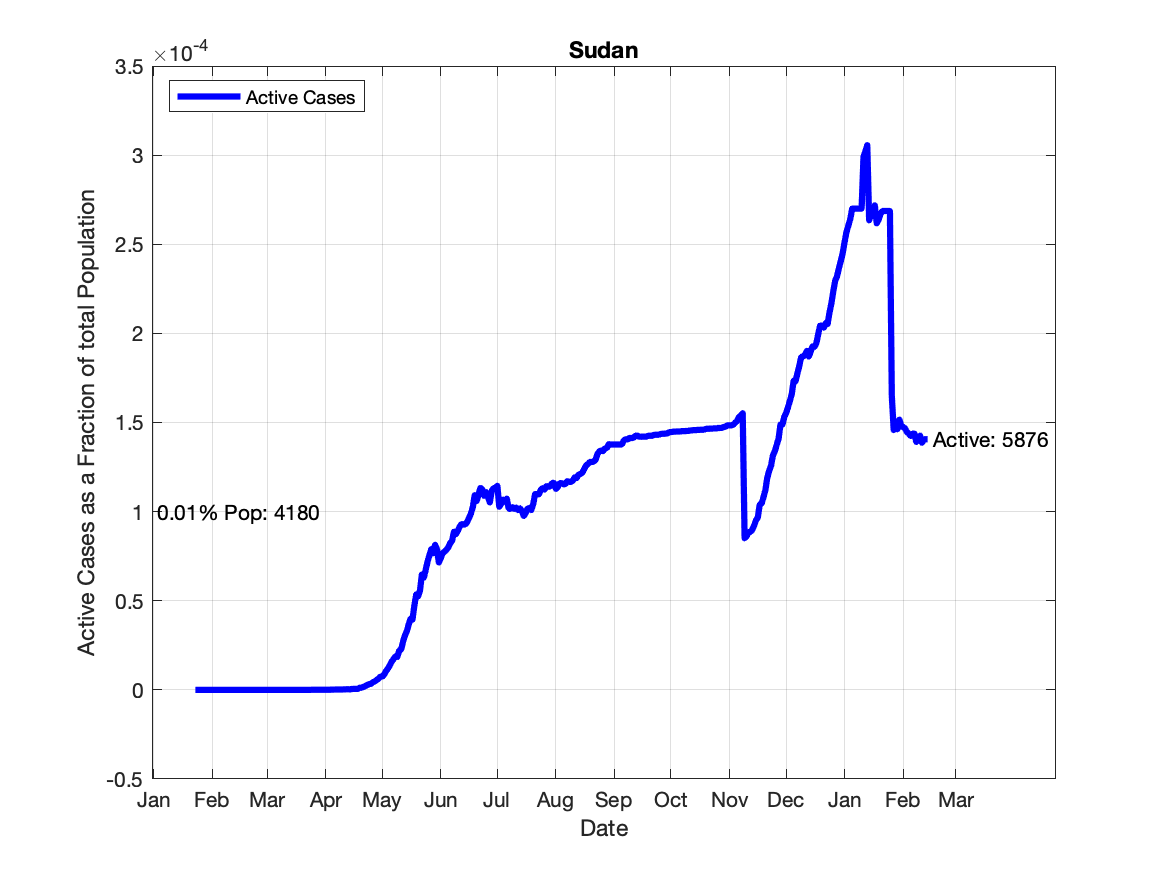 Sudan
×10^-4
3.5
3
2.5
2
1.5
1
0.5
0
-0.5
Active Cases as a Fraction of total Population
Active Cases
0.01% Pop: 4180
Active: 5876
Jan Feb Mar Apr May Jun Jul Aug Sep Oct Nov Dec Jan Feb Mar
Date